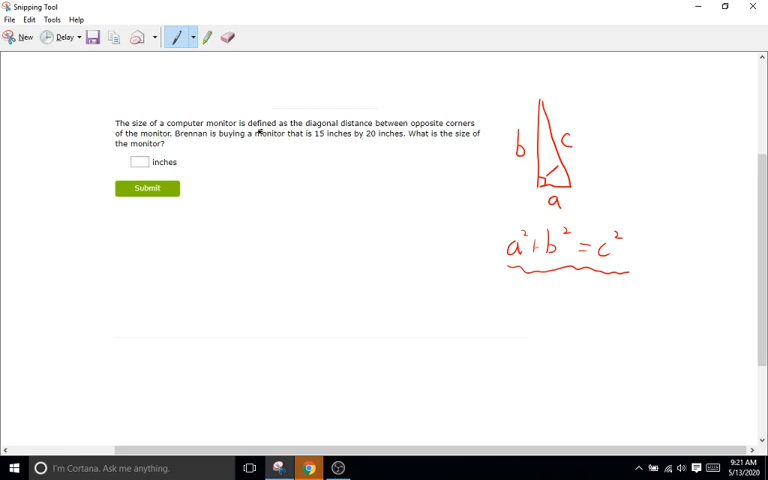 Snipping Tool
File Edit Tools Help
New Delay
The size of a computer monitor is defined as the diagonal distance between opposite corners
of the monitor. Brennan is buying a monitor that is 15 inches by 20 inches. What is the size of
the monitor?
inches
Submit
b c
a
a² + b² = c²
I'm Cortana. Ask me anything.
9:21 AM
5/13/2020